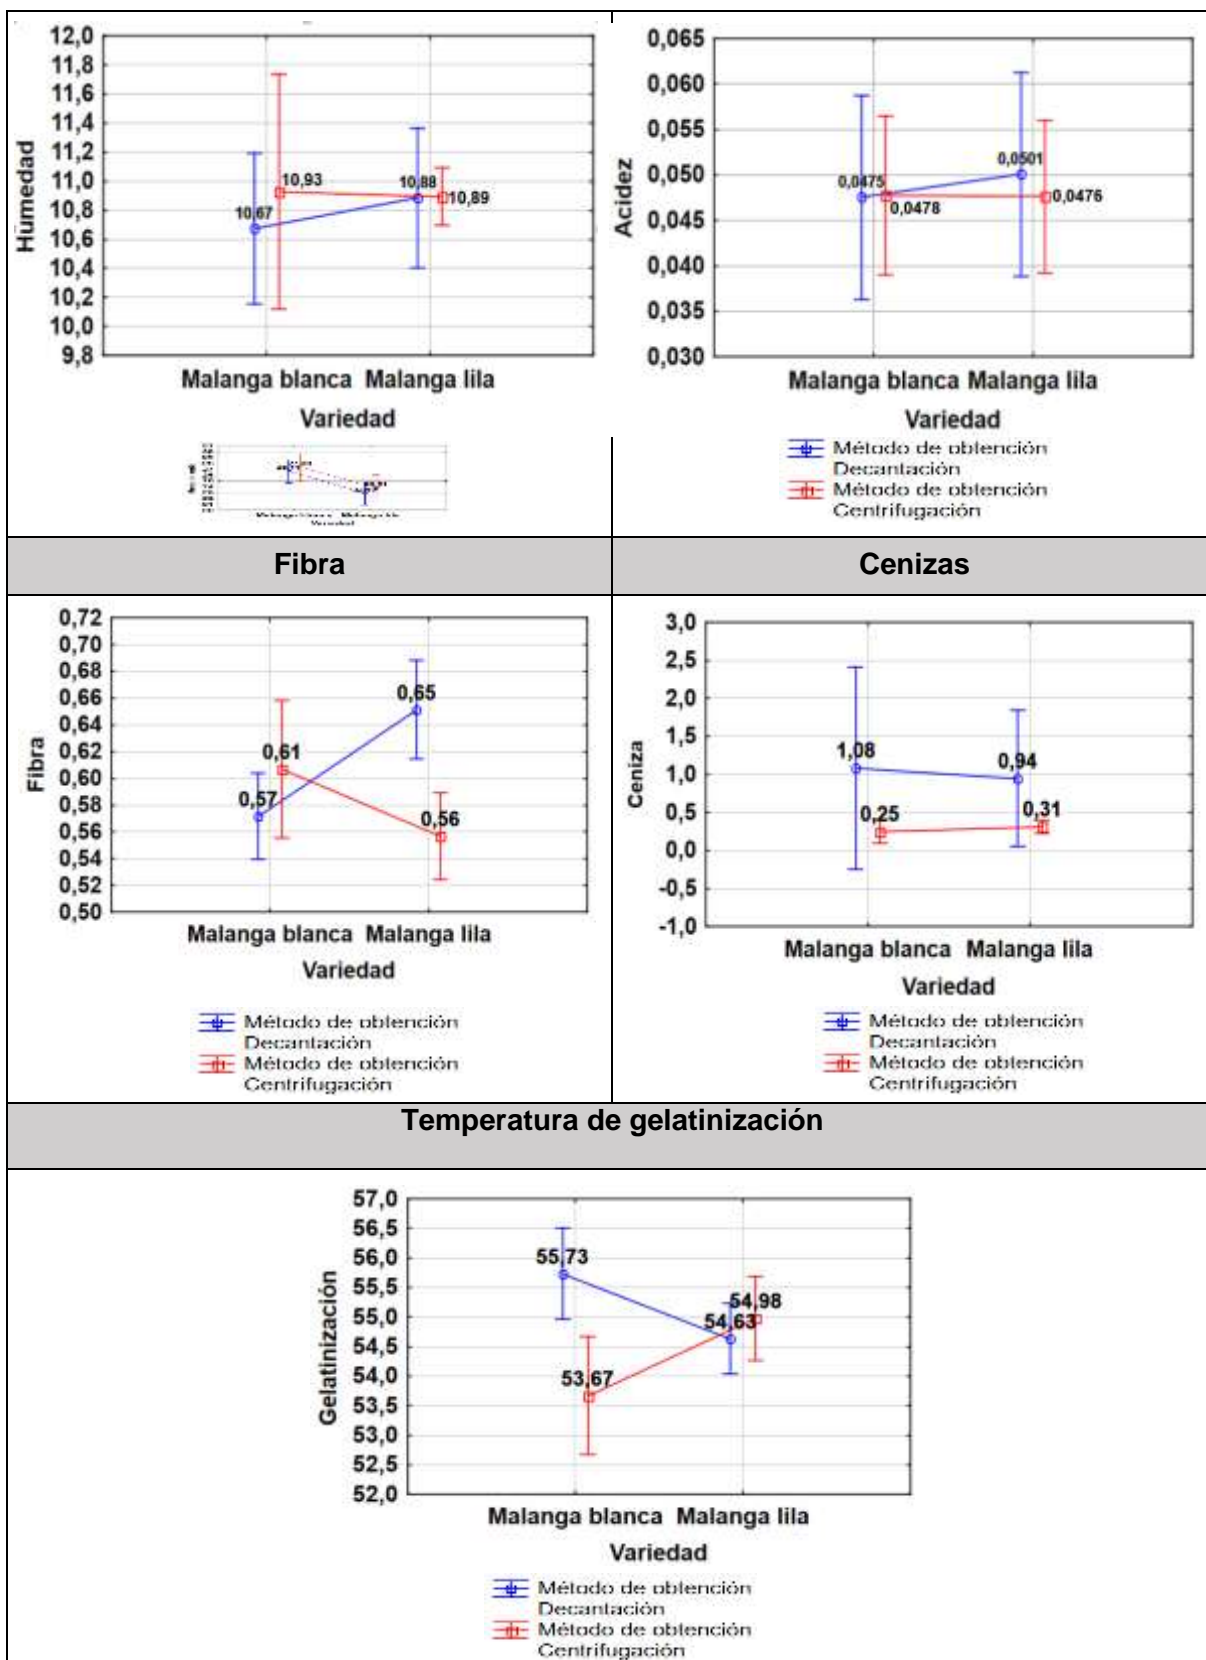 12,0
11,8
11,6
11,4
11,2
11,0
10,8
10,6
10,4
10,2
10,0
9,8
Húmedad
10,67
10,93
10,88
10,89
Malanga blanca Malanga lila
Variedad
0,065
0,060
0,055
0,050
0,045
0,040
0,035
0,030
Acidez
0,0475
0,0478
0,0501
0,0476
Malanga blanca Malanga lila
Variedad
Método de obtención
Decantación
Método de obtención
Centrifugación
Malanga blanca Malanga lila
Variedad
Fibra
Cenizas
0,72
0,70
0,68
0,66
0,64
0,62
0,60
0,58
0,56
0,54
0,52
0,50
Fibra
0,57
0,61
0,65
0,56
Malanga blanca Malanga lila
Variedad
Método de obtención
Decantación
Método de obtención
Centrifugación
3,0
2,5
2,0
1,5
1,0
0,5
0,0
-0,5
-1,0
Ceniza
1,08
0,25
0,94
0,31
Malanga blanca Malanga lila
Variedad
Método de obtención
Decantación
Método de obtención
Centrifugación
Temperatura de gelatinización
57,0
56,5
56,0
55,5
55,0
54,5
54,0
53,5
53,0
52,5
52,0
Gelatinización
55,73
53,67
54,63
54,98
Malanga blanca Malanga lila
Variedad
Método de obtención
Decantación
Método de obtención
Centrifugación